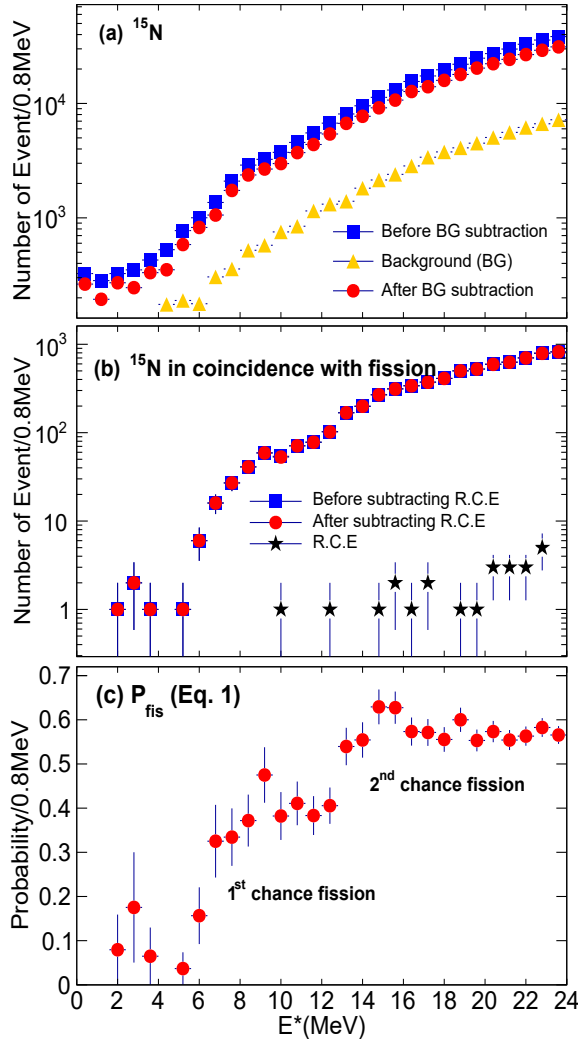 (a) ¹⁵N
Number of Event/0.8MeV
10⁴
10³
Before BG subtraction
Background (BG)
After BG subtraction
(b) ¹⁵N in coincidence with fission
Number of Event/0.8MeV
10³
10²
10
1
Before subtracting R.C.E
After subtracting R.C.E
R.C.E
(c) P_fis (Eq. 1)
Probability/0.8MeV
0.7
0.6
0.5
0.4
0.3
0.2
0.1
0
2ⁿᵈ chance fission
1ˢᵗ chance fission
0 2 4 6 8 10 12 14 16 18 20 22 24
E*(MeV)